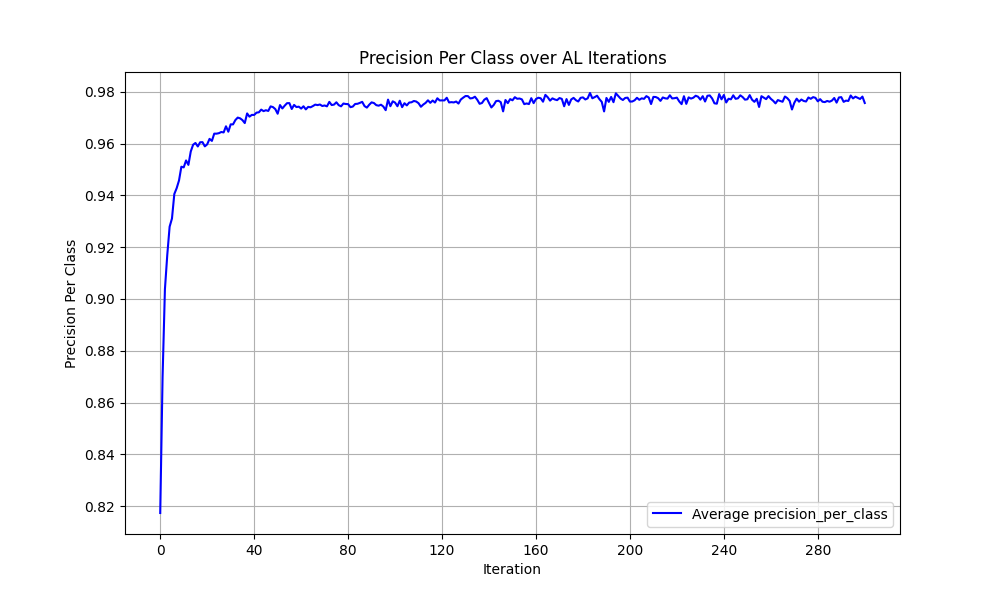 Precision Per Class over AL Iterations
Precision Per Class
0.98
0.96
0.94
0.92
0.90
0.88
0.86
0.84
0.82
0 40 80 120 160 200 240 280
Iteration
Average precision_per_class